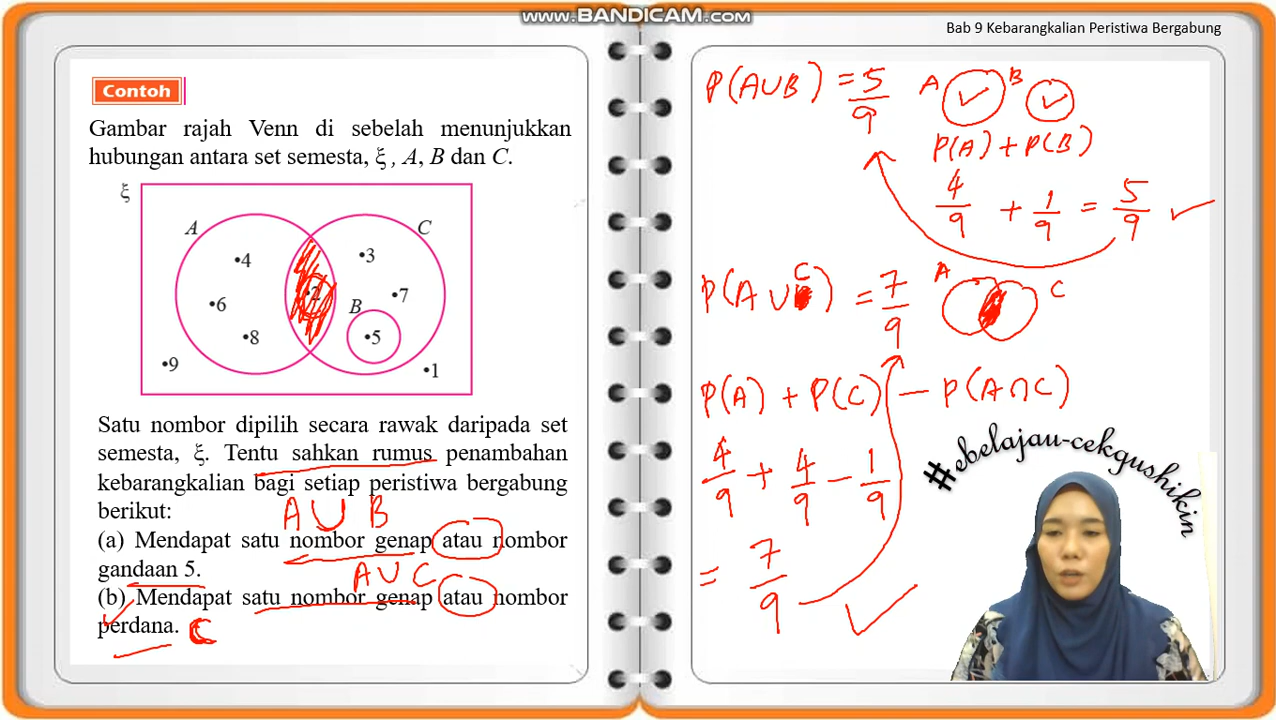 www.BANDICAM.com
Bab 9 Kebarangkalian Peristiwa Bergabung
Contoh
Gambar rajah Venn di sebelah menunjukkan
hubungan antara set semesta, ξ , A, B dan C.
ξ
A
C
•4
•3
•2
•7
•6
B
•8
•5
•9
•1
Satu nombor dipilih secara rawak daripada set
semesta, ξ. Tentu sahkan rumus penambahan
kebarangkalian bagi setiap peristiwa bergabung
berikut:
A ∪ B
(a) Mendapat satu nombor genap atau nombor
gandaan 5.
A ∪ C
(b) Mendapat satu nombor genap atau nombor
perdana. C
P(A∪B) = 5/9
A B
P(A) + P(B)
4/9 + 1/9 = 5/9 ✓
P(A ∪ C) = 7/9
A C
P(A) + P(C) − P(A∩C)
4/9 + 4/9 − 1/9
= 7/9 ✓
#ebelajau-cekgushikin